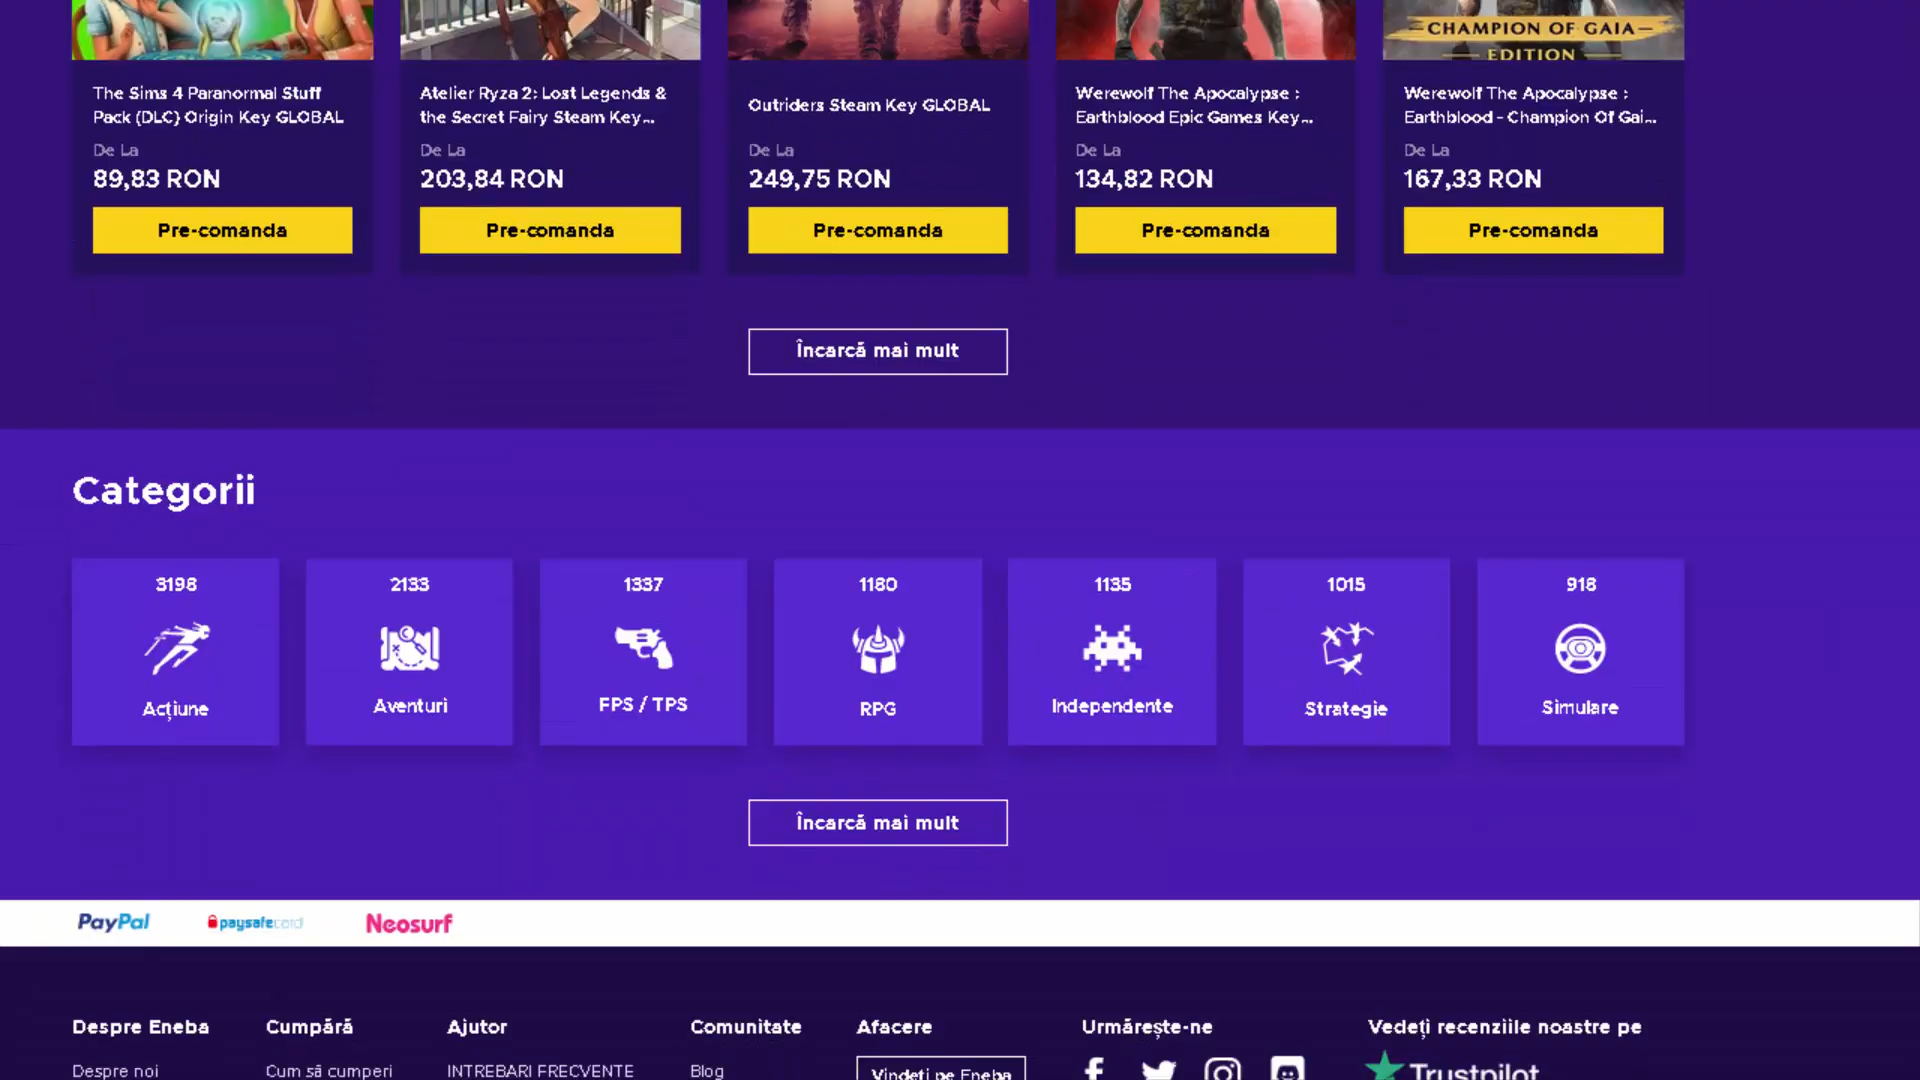 CHAMPION OF GAIA
EDITION
The Sims 4 Paranormal Stuff
Pack (DLC) Origin Key GLOBAL
De La
89,83 RON
Pre-comanda
Atelier Ryza 2: Lost Legends &
the Secret Fairy Steam Key...
De La
203,84 RON
Pre-comanda
Outriders Steam Key GLOBAL
De La
249,75 RON
Pre-comanda
Werewolf The Apocalypse :
Earthblood Epic Games Key...
De La
134,82 RON
Pre-comanda
Werewolf The Apocalypse :
Earthblood - Champion Of Gai...
De La
167,33 RON
Pre-comanda
Încarcă mai mult
Categorii
3198
Acțiune
2133
Aventuri
1337
FPS / TPS
1180
RPG
1135
Independente
1015
Strategie
918
Simulare
Încarcă mai mult
PayPal
paysafecard
Neosurf
Despre Eneba
Despre noi
Cumpără
Cum să cumperi
Ajutor
INTREBARI FRECVENTE
Comunitate
Blog
Afacere
Vindeți pe Eneba
Urmărește-ne
Vedeți recenziile noastre pe
Trustpilot